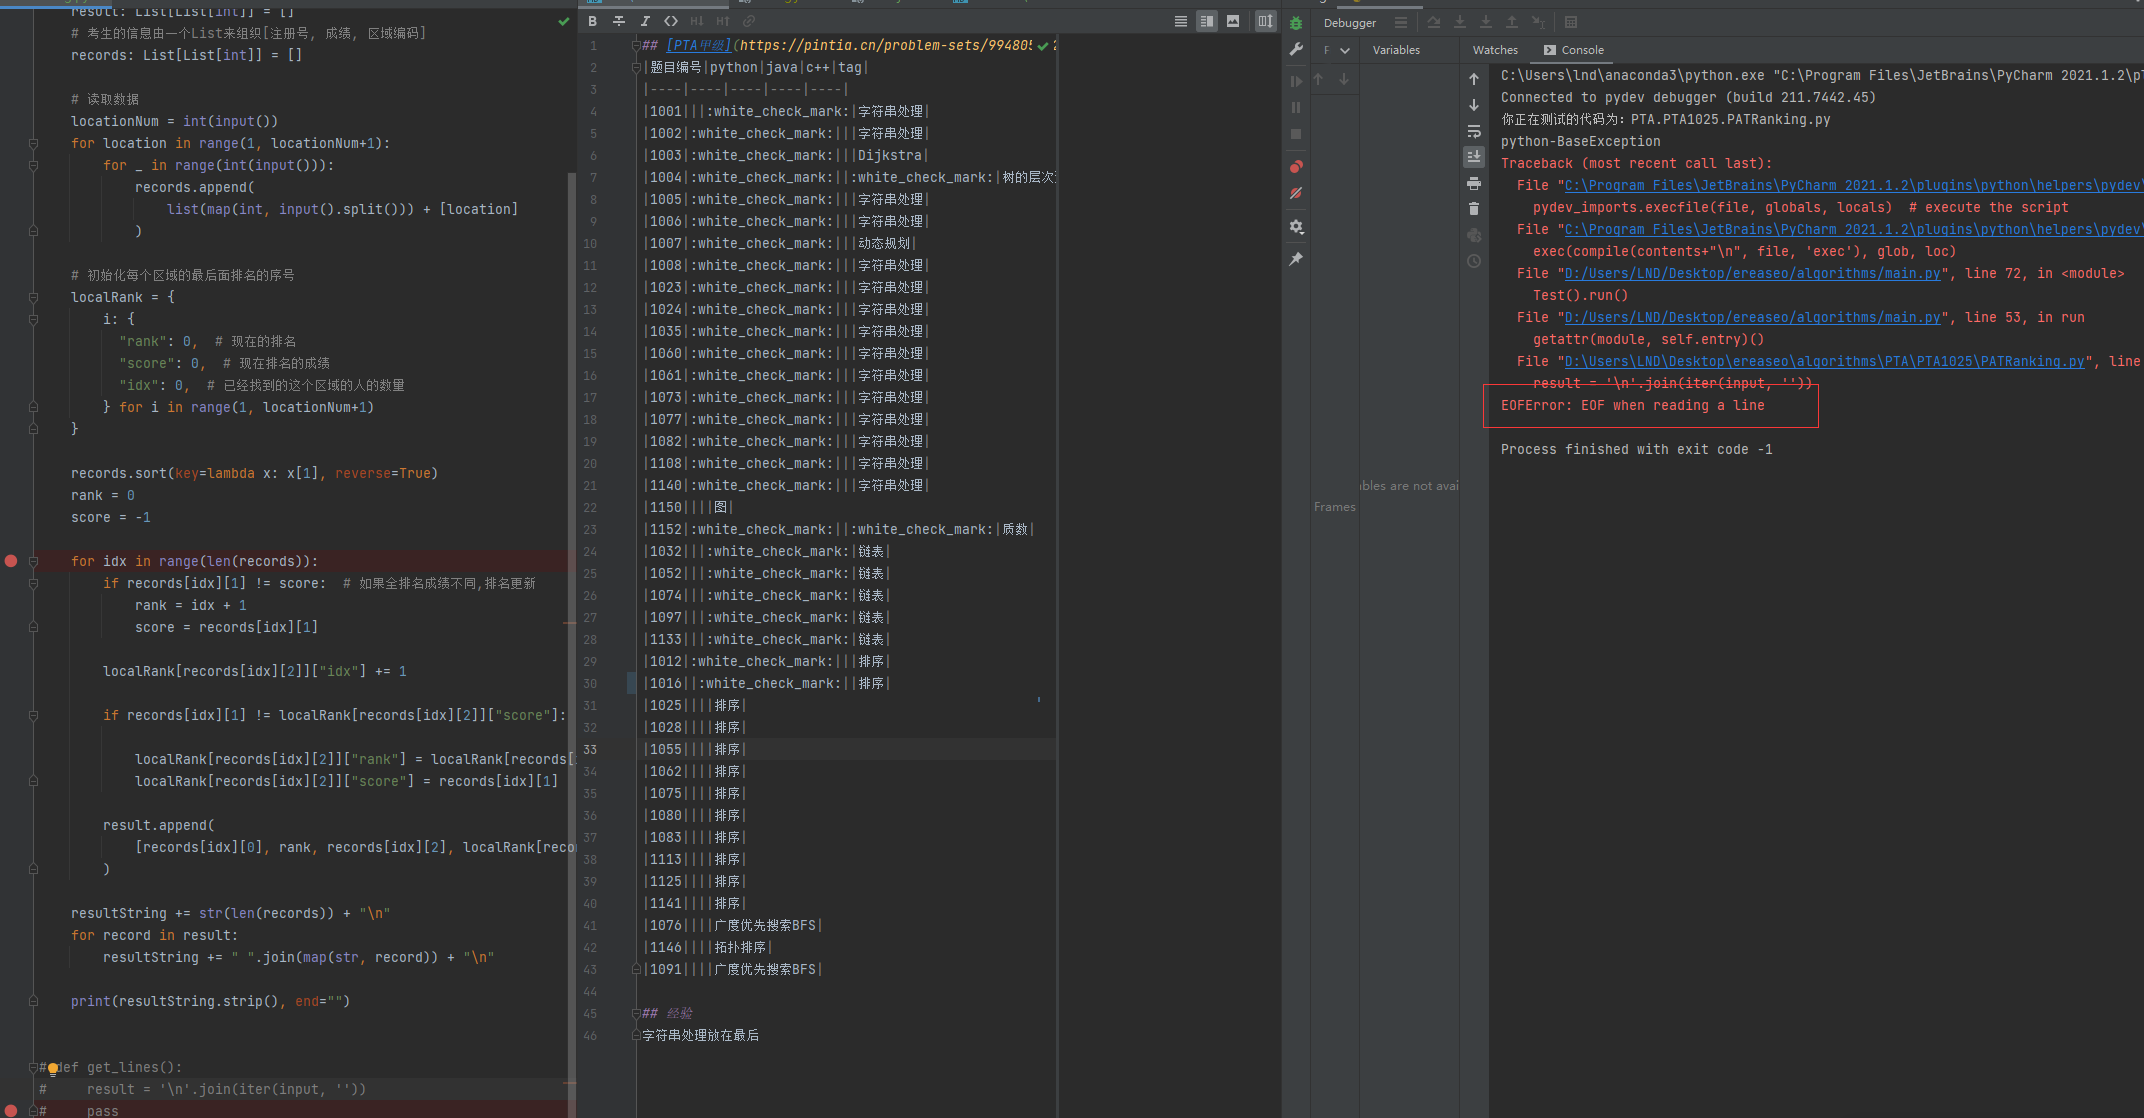 result: List[List[int]] = []
# 考生的信息由一个List来组织[注册号, 成绩, 区域编码]
records: List[List[int]] = []
# 读取数据
locationNum = int(input())
for location in range(1, locationNum+1):
for _ in range(int(input())):
records.append(
list(map(int, input().split())) + [location]
)
# 初始化每个区域的最后面排名的序号
localRank = {
i: {
"rank": 0,  # 现在的排名
"score": 0,  # 现在排名的成绩
"idx": 0,  # 已经找到的这个区域的人的数量
} for i in range(1, locationNum+1)
}
records.sort(key=lambda x: x[1], reverse=True)
rank = 0
score = -1
for idx in range(len(records)):
if records[idx][1] != score:  # 如果全排名成绩不同,排名更新
rank = idx + 1
score = records[idx][1]
localRank[records[idx][2]]["idx"] += 1
if records[idx][1] != localRank[records[idx][2]]["score"]:
localRank[records[idx][2]]["rank"] = localRank[records[
localRank[records[idx][2]]["score"] = records[idx][1]
result.append(
[records[idx][0], rank, records[idx][2], localRank[reco
)
resultString += str(len(records)) + "\n"
for record in result:
resultString += " ".join(map(str, record)) + "\n"
print(resultString.strip(), end="")
# def get_lines():
#     result = '\n'.join(iter(input, ''))
#     pass
B I <> H↓ H↑
1 ## [PTA甲级](https://pintia.cn/problem-sets/994805
2 |题目编号|python|java|c++|tag|
3 |----|----|----|----|----|
4 |1001|||:white_check_mark:|字符串处理|
5 |1002|:white_check_mark:|||字符串处理|
6 |1003|:white_check_mark:|||Dijkstra|
7 |1004|:white_check_mark:||:white_check_mark:|树的层次
8 |1005|:white_check_mark:|||字符串处理|
9 |1006|:white_check_mark:|||字符串处理|
10 |1007|:white_check_mark:|||动态规划|
11 |1008|:white_check_mark:|||字符串处理|
12 |1023|:white_check_mark:|||字符串处理|
13 |1024|:white_check_mark:|||字符串处理|
14 |1035|:white_check_mark:|||字符串处理|
15 |1060|:white_check_mark:|||字符串处理|
16 |1061|:white_check_mark:|||字符串处理|
17 |1073|:white_check_mark:|||字符串处理|
18 |1077|:white_check_mark:|||字符串处理|
19 |1082|:white_check_mark:|||字符串处理|
20 |1108|:white_check_mark:|||字符串处理|
21 |1140|:white_check_mark:|||字符串处理|
22 |1150||||图|
23 |1152|:white_check_mark:||:white_check_mark:|质数|
24 |1032|||:white_check_mark:|链表|
25 |1052|||:white_check_mark:|链表|
26 |1074|||:white_check_mark:|链表|
27 |1097|||:white_check_mark:|链表|
28 |1133|||:white_check_mark:|链表|
29 |1012|:white_check_mark:|||排序|
30 |1016||:white_check_mark:||排序|
31 |1025||||排序|
32 |1028||||排序|
33 |1055||||排序|
34 |1062||||排序|
35 |1075||||排序|
36 |1080||||排序|
37 |1083||||排序|
38 |1113||||排序|
39 |1125||||排序|
40 |1141||||排序|
41 |1076||||广度优先搜索BFS|
42 |1146||||拓扑排序|
43 |1091||||广度优先搜索BFS|
44
45 ## 经验
46 字符串处理放在最后
Debugger
F Variables Watches Console
Frames
bles are not avai
C:\Users\lnd\anaconda3\python.exe "C:\Program Files\JetBrains\PyCharm 2021.1.2\pl
Connected to pydev debugger (build 211.7442.45)
你正在测试的代码为: PTA.PTA1025.PATRanking.py
python-BaseException
Traceback (most recent call last):
File "C:\Program Files\JetBrains\PyCharm 2021.1.2\plugins\python\helpers\pydev\
pydev_imports.execfile(file, globals, locals)  # execute the script
File "C:\Program Files\JetBrains\PyCharm 2021.1.2\plugins\python\helpers\pydev\
exec(compile(contents+"\n", file, 'exec'), glob, loc)
File "D:/Users/LND/Desktop/ereaseo/algorithms/main.py", line 72, in <module>
Test().run()
File "D:/Users/LND/Desktop/ereaseo/algorithms/main.py", line 53, in run
getattr(module, self.entry)()
File "D:\Users\LND\Desktop\ereaseo\algorithms\PTA\PTA1025\PATRanking.py", line
result = '\n'.join(iter(input, ''))
EOFError: EOF when reading a line
Process finished with exit code -1